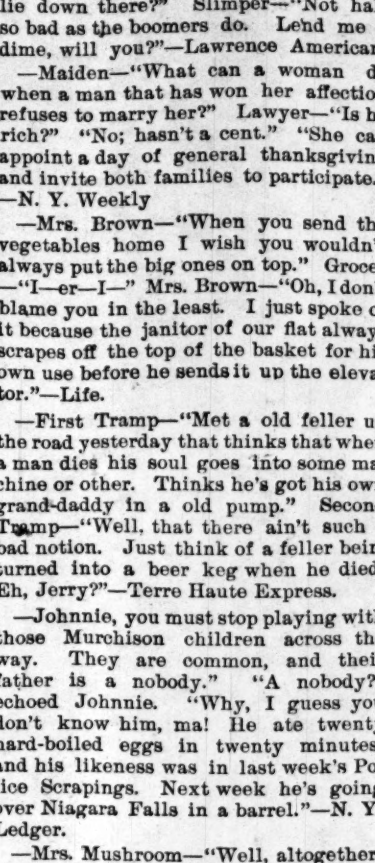 lie down there?" Slimper—"Not ha
so bad as the boomers do. Lend me
dime, will you?"—Lawrence American
—Maiden—"What can a woman d
when a man that has won her affectio
refuses to marry her?" Lawyer—"Is h
rich?" "No; hasn't a cent." "She ca
appoint a day of general thanksgivin
and invite both families to participate.
—N. Y. Weekly
—Mrs. Brown—"When you send th
vegetables home I wish you wouldn'
always put the big ones on top." Groce
—"I—er—I—" Mrs. Brown—"Oh, I don
blame you in the least. I just spoke o
it because the janitor of our flat alway
scrapes off the top of the basket for hi
own use before he sends it up the eleva
tor."—Life.
—First Tramp—"Met a old feller u
the road yesterday that thinks that whe
a man dies his soul goes into some ma
chine or other. Thinks he's got his ow
grand-daddy in a old pump." Secon
Tramp—"Well, that there ain't such
bad notion. Just think of a feller bein
turned into a beer keg when he died
Eh, Jerry?"—Terre Haute Express.
—Johnnie, you must stop playing wit
those Murchison children across th
way. They are common, and thei
father is a nobody." "A nobody?
echoed Johnnie. "Why, I guess yo
don't know him, ma! He ate twent
hard-boiled eggs in twenty minutes
and his likeness was in last week's Po
ice Scrapings. Next week he's going
over Niagara Falls in a barrel."—N. Y
Ledger.
—Mrs. Mushroom—"Well, altogether